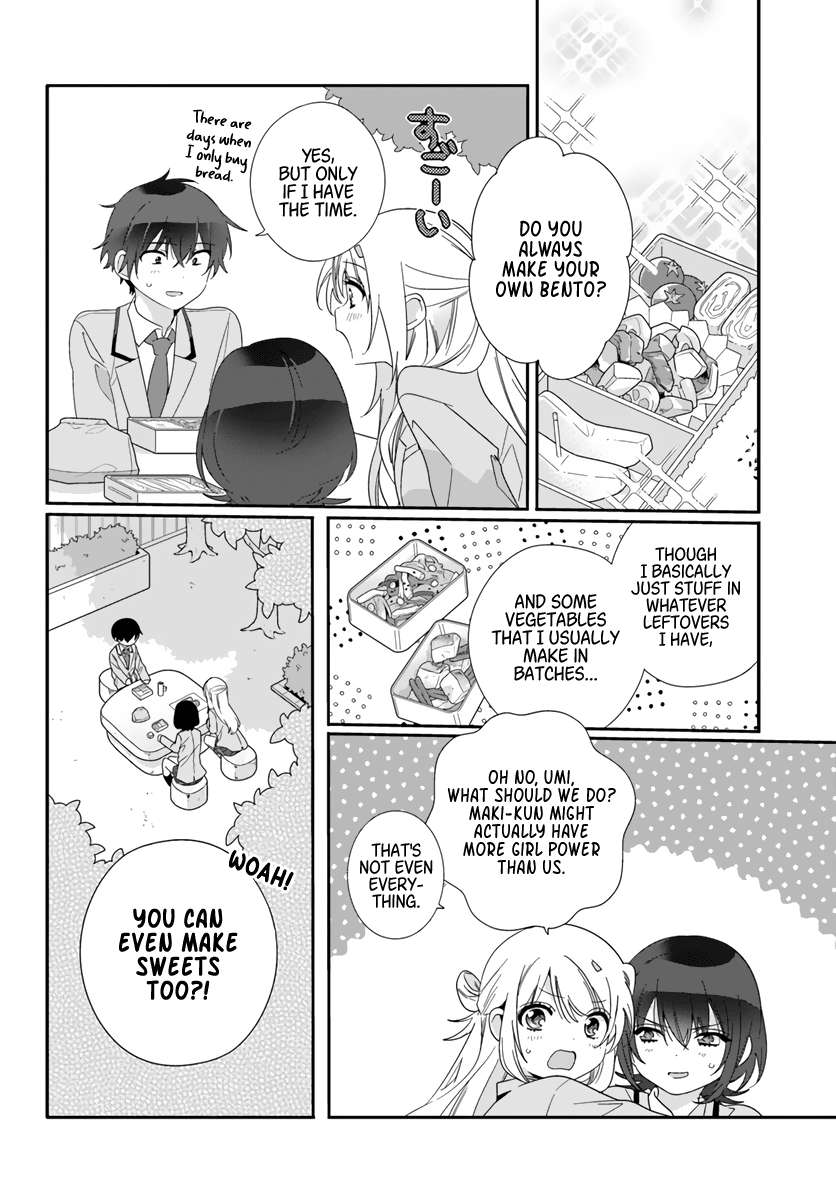 DO YOU
ALWAYS
MAKE YOUR
OWN BENTO?
すごーい
YES,
BUT ONLY
IF I HAVE
THE TIME.
There are
days when
I only buy
bread.
THOUGH
I BASICALLY
JUST STUFF IN
WHATEVER
LEFTOVERS
I HAVE,
AND SOME
VEGETABLES
THAT I USUALLY
MAKE IN
BATCHES...
OH NO, UMI,
WHAT SHOULD WE DO?
MAKI-KUN MIGHT
ACTUALLY HAVE
MORE GIRL POWER
THAN US.
THAT'S
NOT EVEN
EVERY-
THING.
WOAH!
YOU CAN
EVEN MAKE
SWEETS
TOO?!